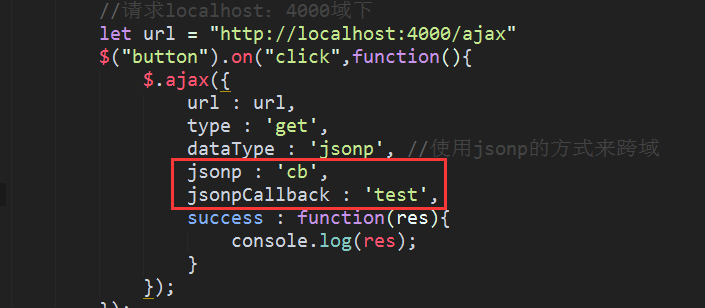 //请求localhost：4000域下
let url = "http://localhost:4000/ajax"
$("button").on("click",function(){
$.ajax({
url : url,
type : 'get',
dataType : 'jsonp', //使用jsonp的方式来跨域
jsonp : 'cb',
jsonpCallback : 'test',
success : function(res){
console.log(res);
}
});
});